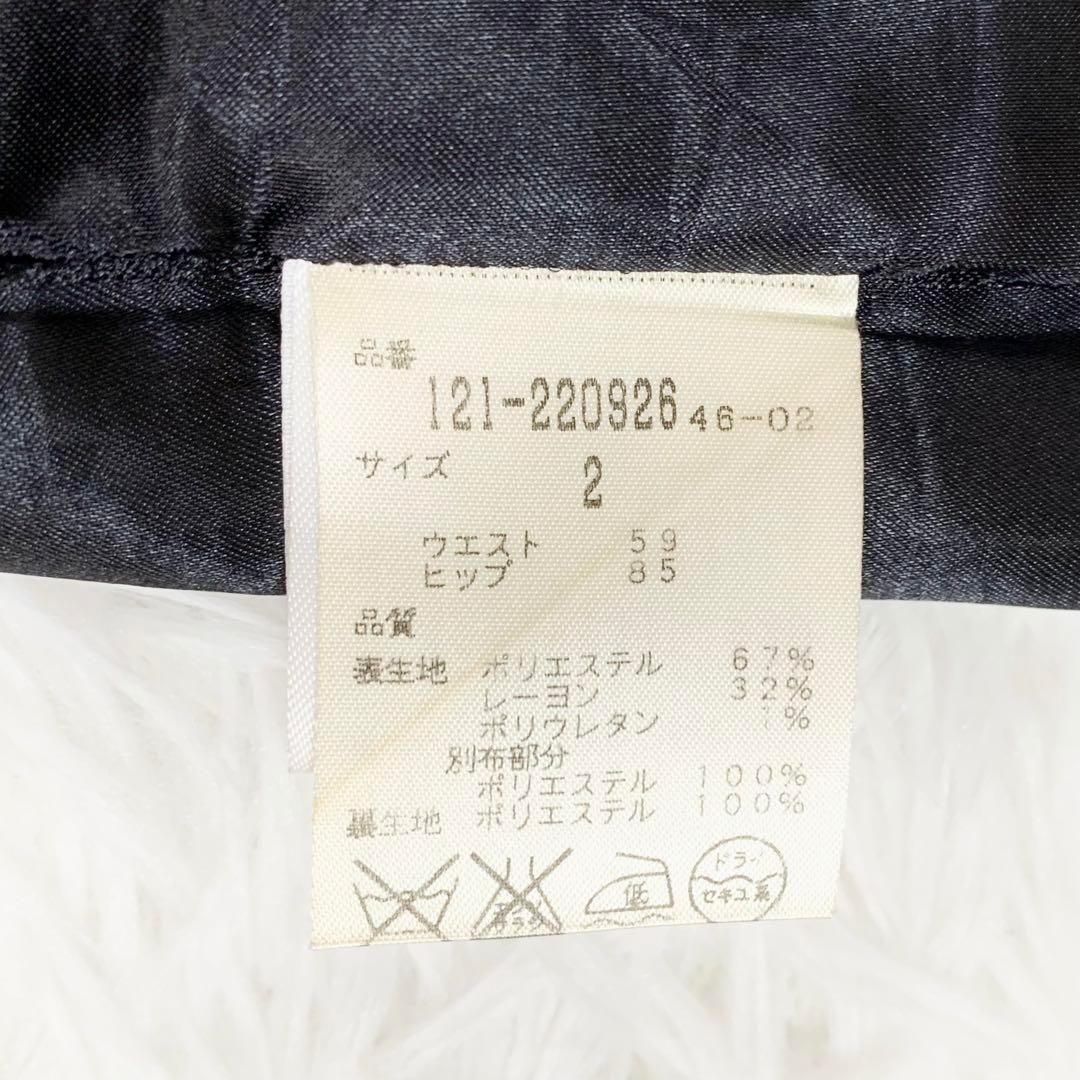 品番
121-220926 46-02
サイズ 2
ウエスト 59
ヒップ 85
品質
表生地 ポリエステル 67%
レーヨン 32%
ポリウレタン 1%
別布部分
ポリエステル 100%
裏生地 ポリエステル 100%
エンソ
低
ドライ
セキユ系